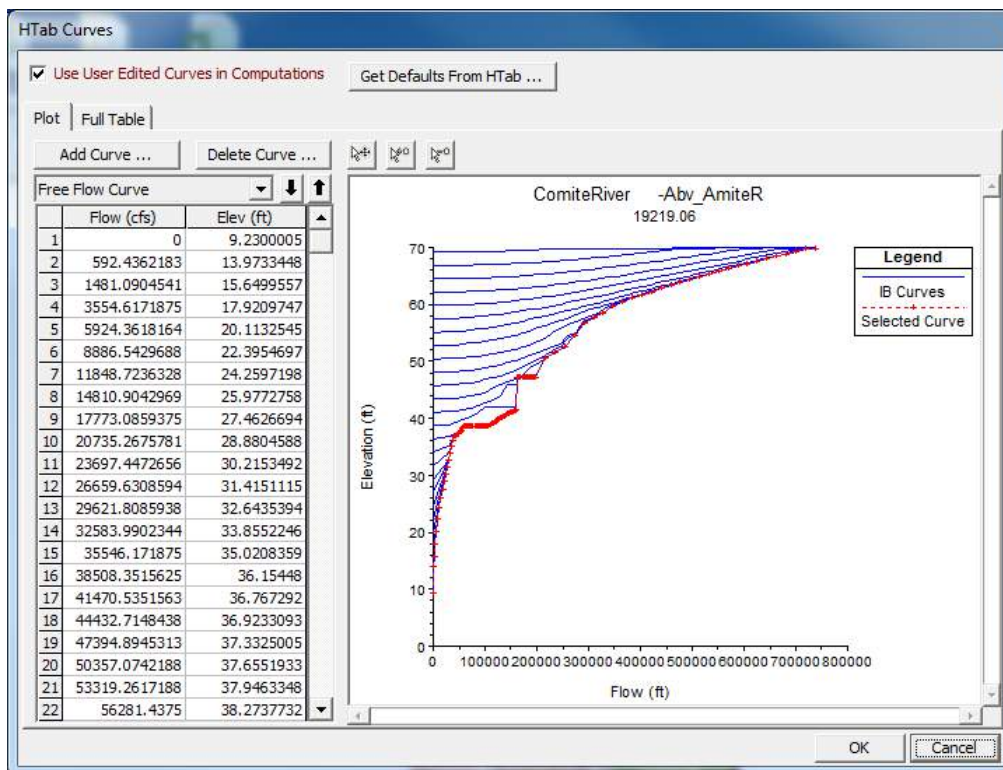 HTab Curves
Use User Edited Curves in Computations
Get Defaults From HTab ...
Plot
Full Table
Add Curve ...
Delete Curve ...
Free Flow Curve
Flow (cfs) Elev (ft)
1 0 9.2300005
2 592.4362183 13.9733448
3 1481.0904541 15.6499557
4 3554.6171875 17.9209747
5 5924.3618164 20.1132545
6 8886.5429688 22.3954697
7 11848.7236328 24.2597198
8 14810.9042969 25.9772758
9 17773.0859375 27.4626694
10 20735.2675781 28.8804588
11 23697.4472656 30.2153492
12 26659.6308594 31.4151115
13 29621.8085938 32.6435394
14 32583.9902344 33.8552246
15 35546.171875 35.0208359
16 38508.3515625 36.15448
17 41470.5351563 36.767292
18 44432.7148438 36.9233093
19 47394.8945313 37.3325005
20 50357.0742188 37.6551933
21 53319.2617188 37.9463348
22 56281.4375 38.2737732
ComiteRiver -Abv_AmiteR
19219.06
70
60
50
40
30
20
10
0
Elevation (ft)
0 100000 200000 300000 400000 500000 600000 700000 800000
Flow (ft)
Legend
IB Curves
Selected Curve
OK
Cancel